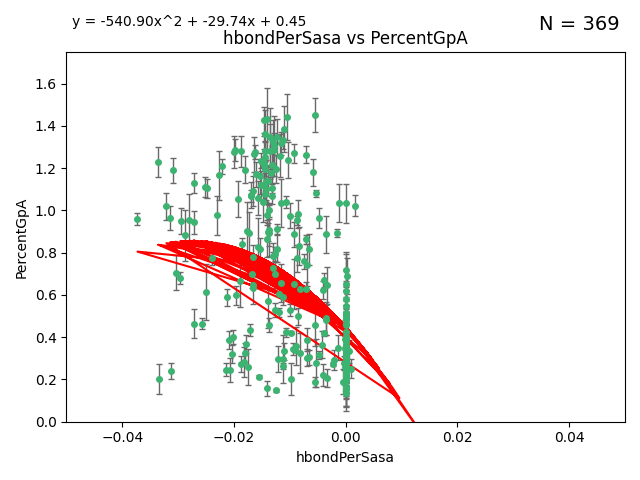 y = -540.90x^2 + -29.74x + 0.45
N = 369
hbondPerSasa vs PercentGpA
1.6
1.4
1.2
1.0
0.8
0.6
0.4
0.2
0.0
PercentGpA
−0.04 −0.02 0.00 0.02 0.04
hbondPerSasa